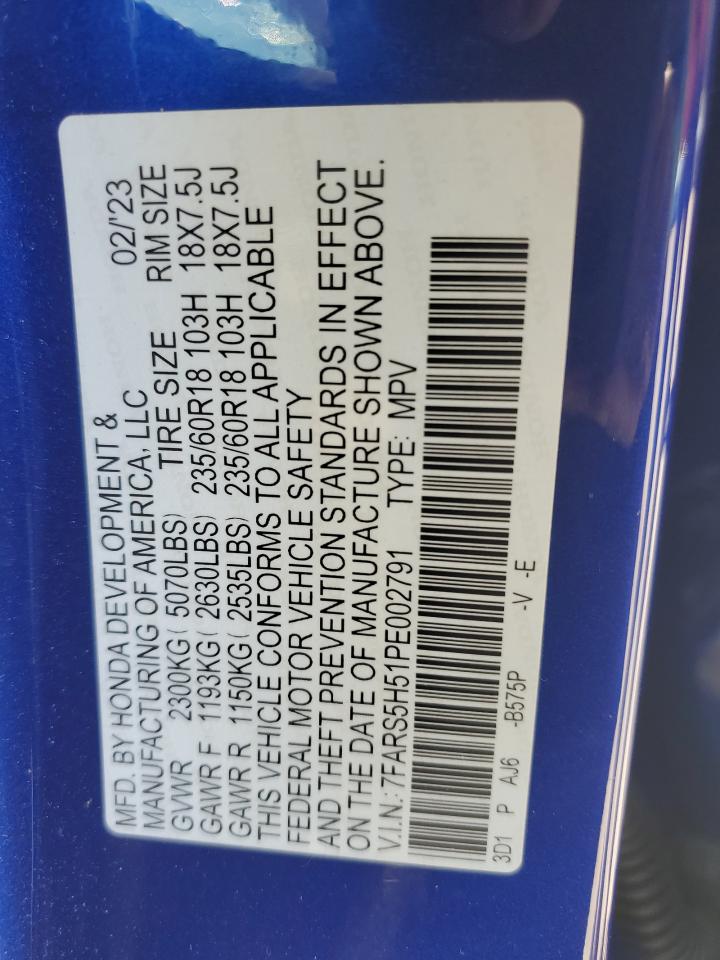 MFD. BY HONDA DEVELOPMENT &
MANUFACTURING OF AMERICA, LLC 02/'23
GVWR 2300KG( 5070LBS) TIRE SIZE RIM SIZE
GAWR F 1193KG( 2630LBS) 235/60R18 103H 18X7.5J
GAWR R 1150KG( 2535LBS) 235/60R18 103H 18X7.5J
THIS VEHICLE CONFORMS TO ALL APPLICABLE
FEDERAL MOTOR VEHICLE SAFETY
AND THEFT PREVENTION STANDARDS IN EFFECT
ON THE DATE OF MANUFACTURE SHOWN ABOVE.
V.I.N.: 7FARS5H51PE002791 TYPE: MPV
3D1 P AJ6 -B575P -V -E